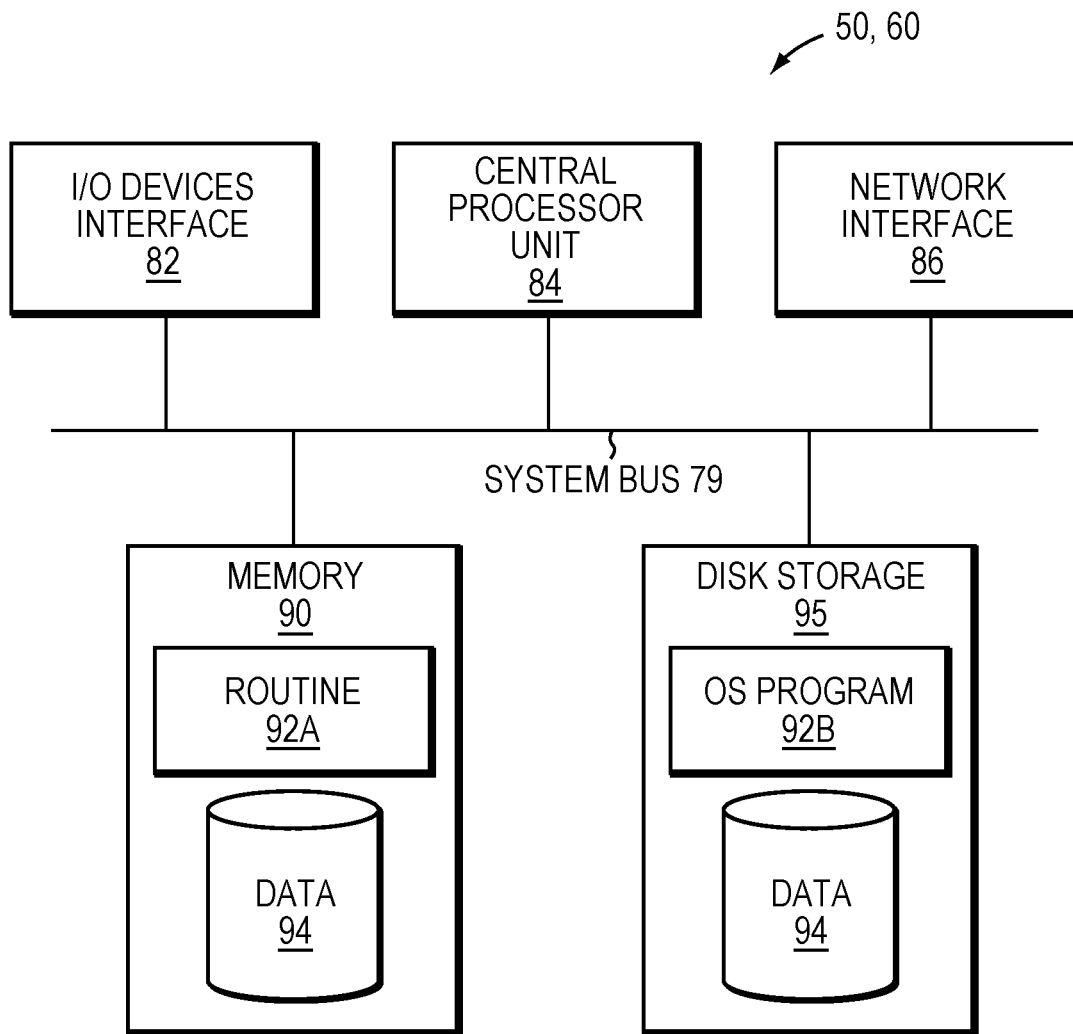 50, 60
I/O DEVICES
INTERFACE
82
CENTRAL
PROCESSOR
UNIT
84
NETWORK
INTERFACE
86
SYSTEM BUS 79
MEMORY
90
ROUTINE
92A
DATA
94
DISK STORAGE
95
OS PROGRAM
92B
DATA
94